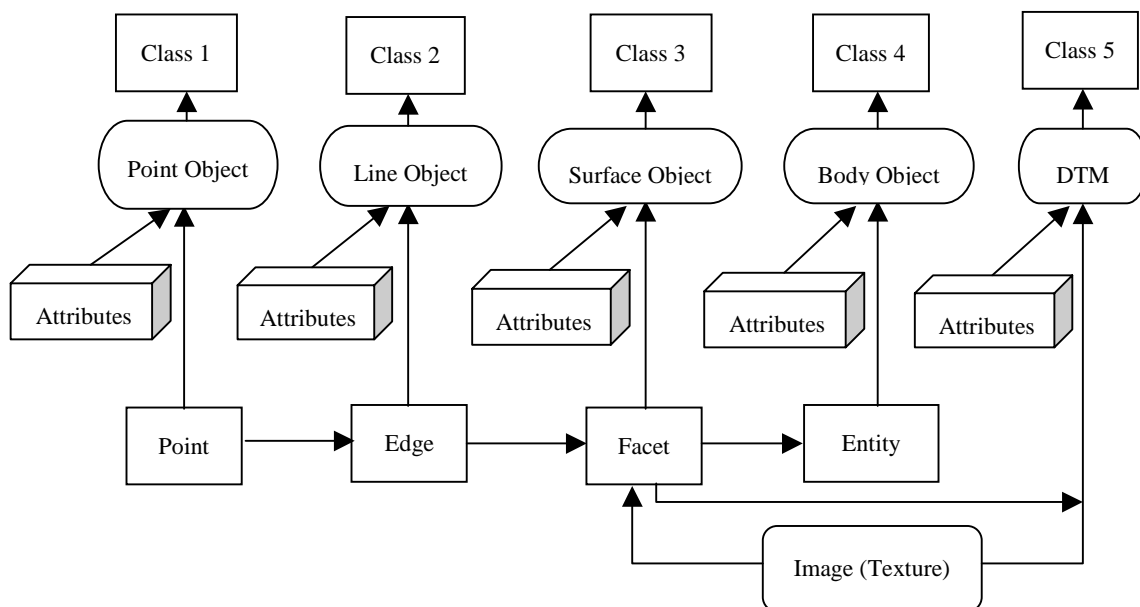 Class 1
Class 2
Class 3
Class 4
Class 5
Point Object
Line Object
Surface Object
Body Object
DTM
Attributes
Attributes
Attributes
Attributes
Attributes
Point
Edge
Facet
Entity
Image (Texture)